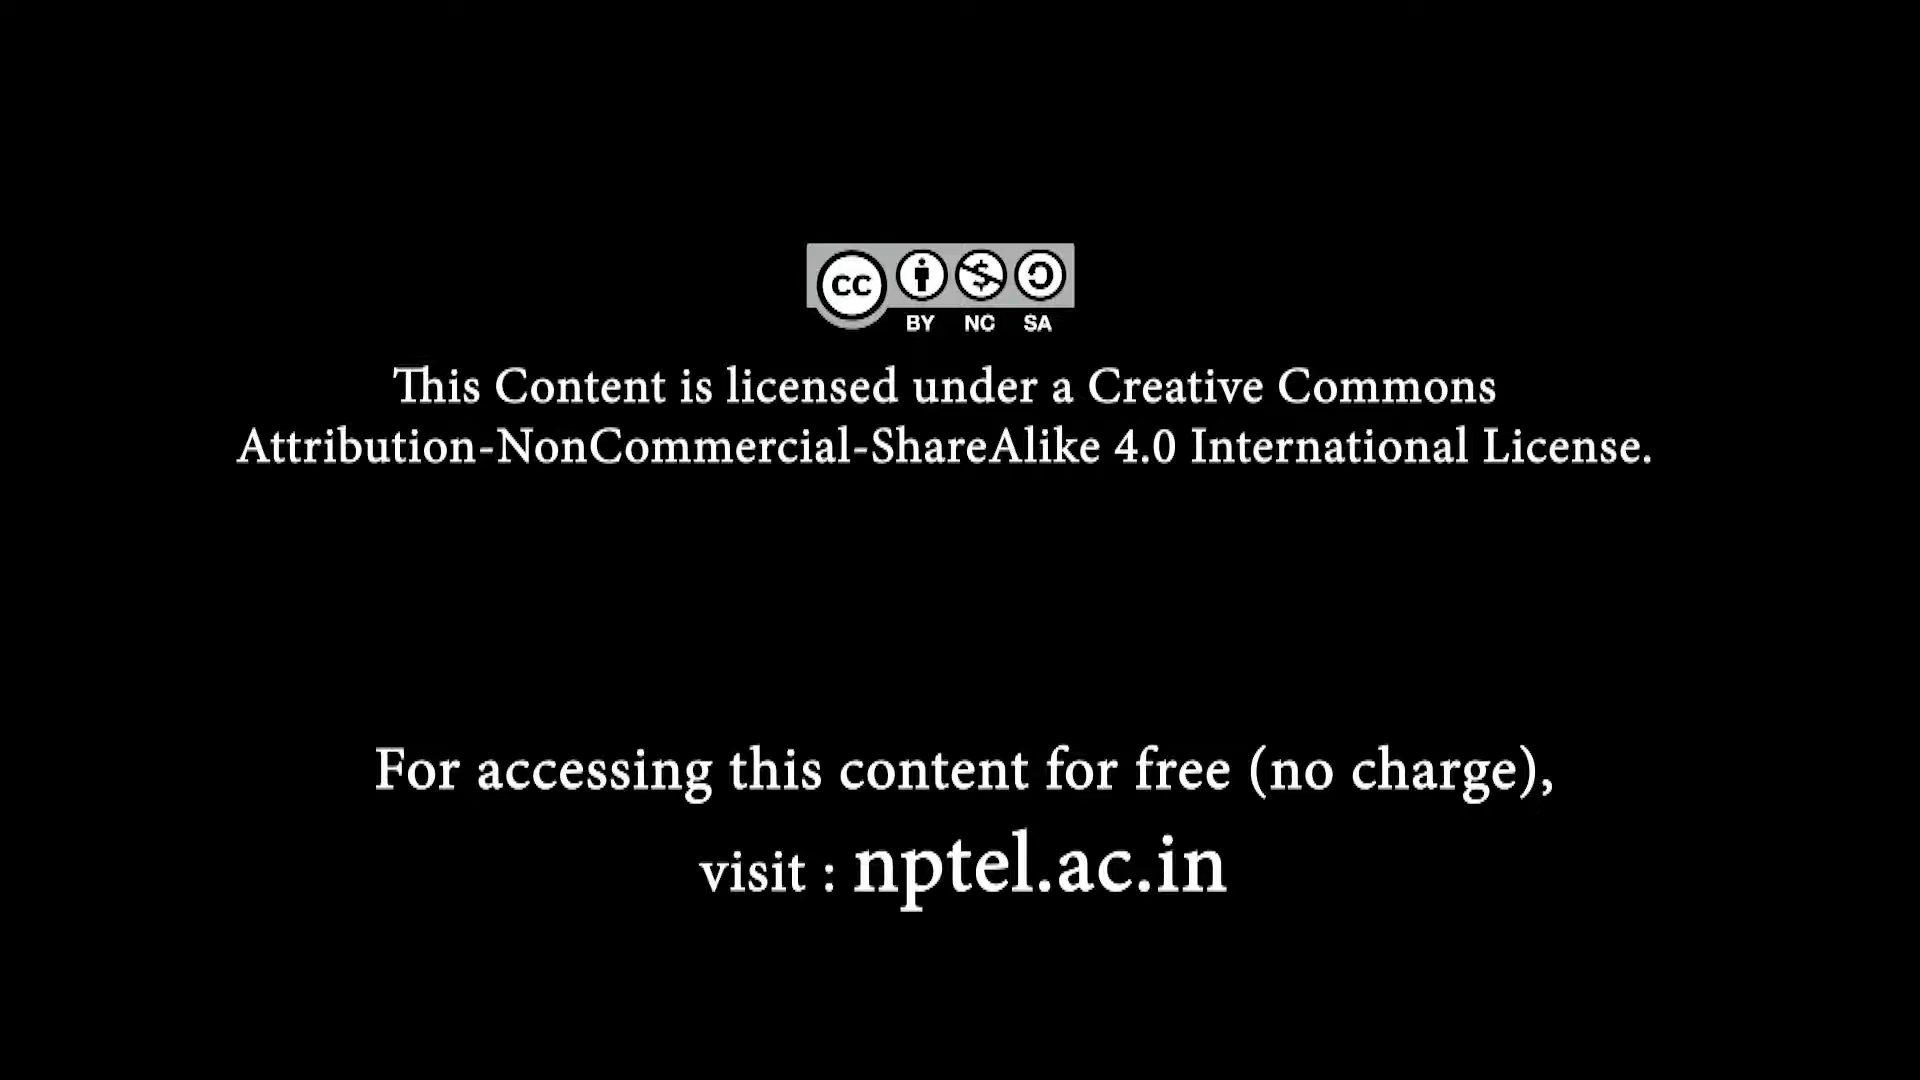 CC
BY NC SA
This Content is licensed under a Creative Commons
Attribution-NonCommercial-ShareAlike 4.0 International License.
For accessing this content for free (no charge),
visit : nptel.ac.in